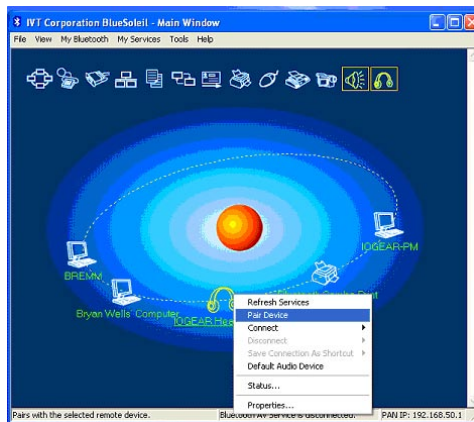 IVT Corporation BlueSoleil - Main Window
File View My Bluetooth My Services Tools Help
IOGEAR-PM
BREMM
Bryan Wells' Computer
IOGEAR Hea
Refresh Services
Pair Device
Connect
Disconnect
Save Connection As Shortcut
Default Audio Device
Status...
Properties...
Pairs with the selected remote device.
Bluetooth AV Service is disconnected.
PAN IP: 192.168.50.1